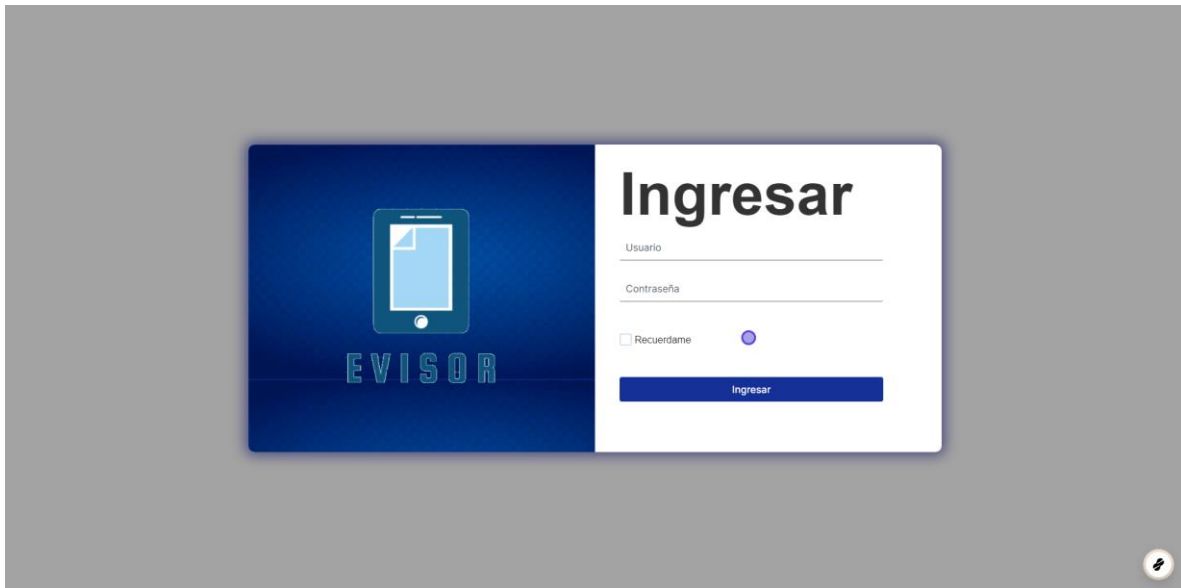 Ingresar
Usuario
Contraseña
Recuerdame
Ingresar
EVISOR